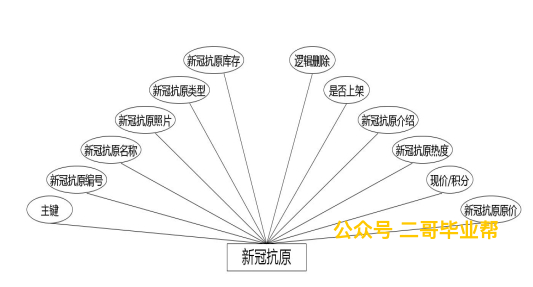 新冠抗原库存
逻辑删除
新冠抗原类型
是否上架
新冠抗原照片
新冠抗原介绍
新冠抗原名称
新冠抗原热度
新冠抗原编号
现价/积分
主键
新冠抗原原价
公众号 二哥毕业帮
新冠抗原